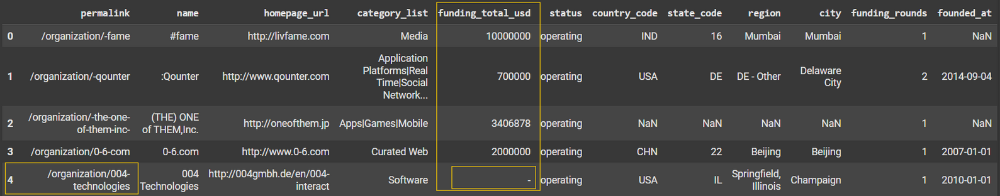 permalink name homepage_url category_list funding_total_usd status country_code state_code region city funding_rounds founded_at
0 /organization/-fame #fame http://livfame.com Media 10000000 operating IND 16 Mumbai Mumbai 1 NaN
Application
Platforms|Real
1 /organization/-qounter :Qounter http://www.qounter.com Time|Social 700000 operating USA DE DE - Other Delaware City 2 2014-09-04
Network...
2 /organization/-the-one- (THE) ONE http://oneofthem.jp Apps|Games|Mobile 3406878 operating NaN NaN NaN NaN 1 NaN
of-them-inc- of THEM,Inc.
3 /organization/0-6-com 0-6.com http://www.0-6.com Curated Web 2000000 operating CHN 22 Beijing Beijing 1 2007-01-01
4 /organization/004- 004 http://004gmbh.de/en/004- Software - operating USA IL Springfield, Champaign 1 2010-01-01
technologies Technologies interact Illinois